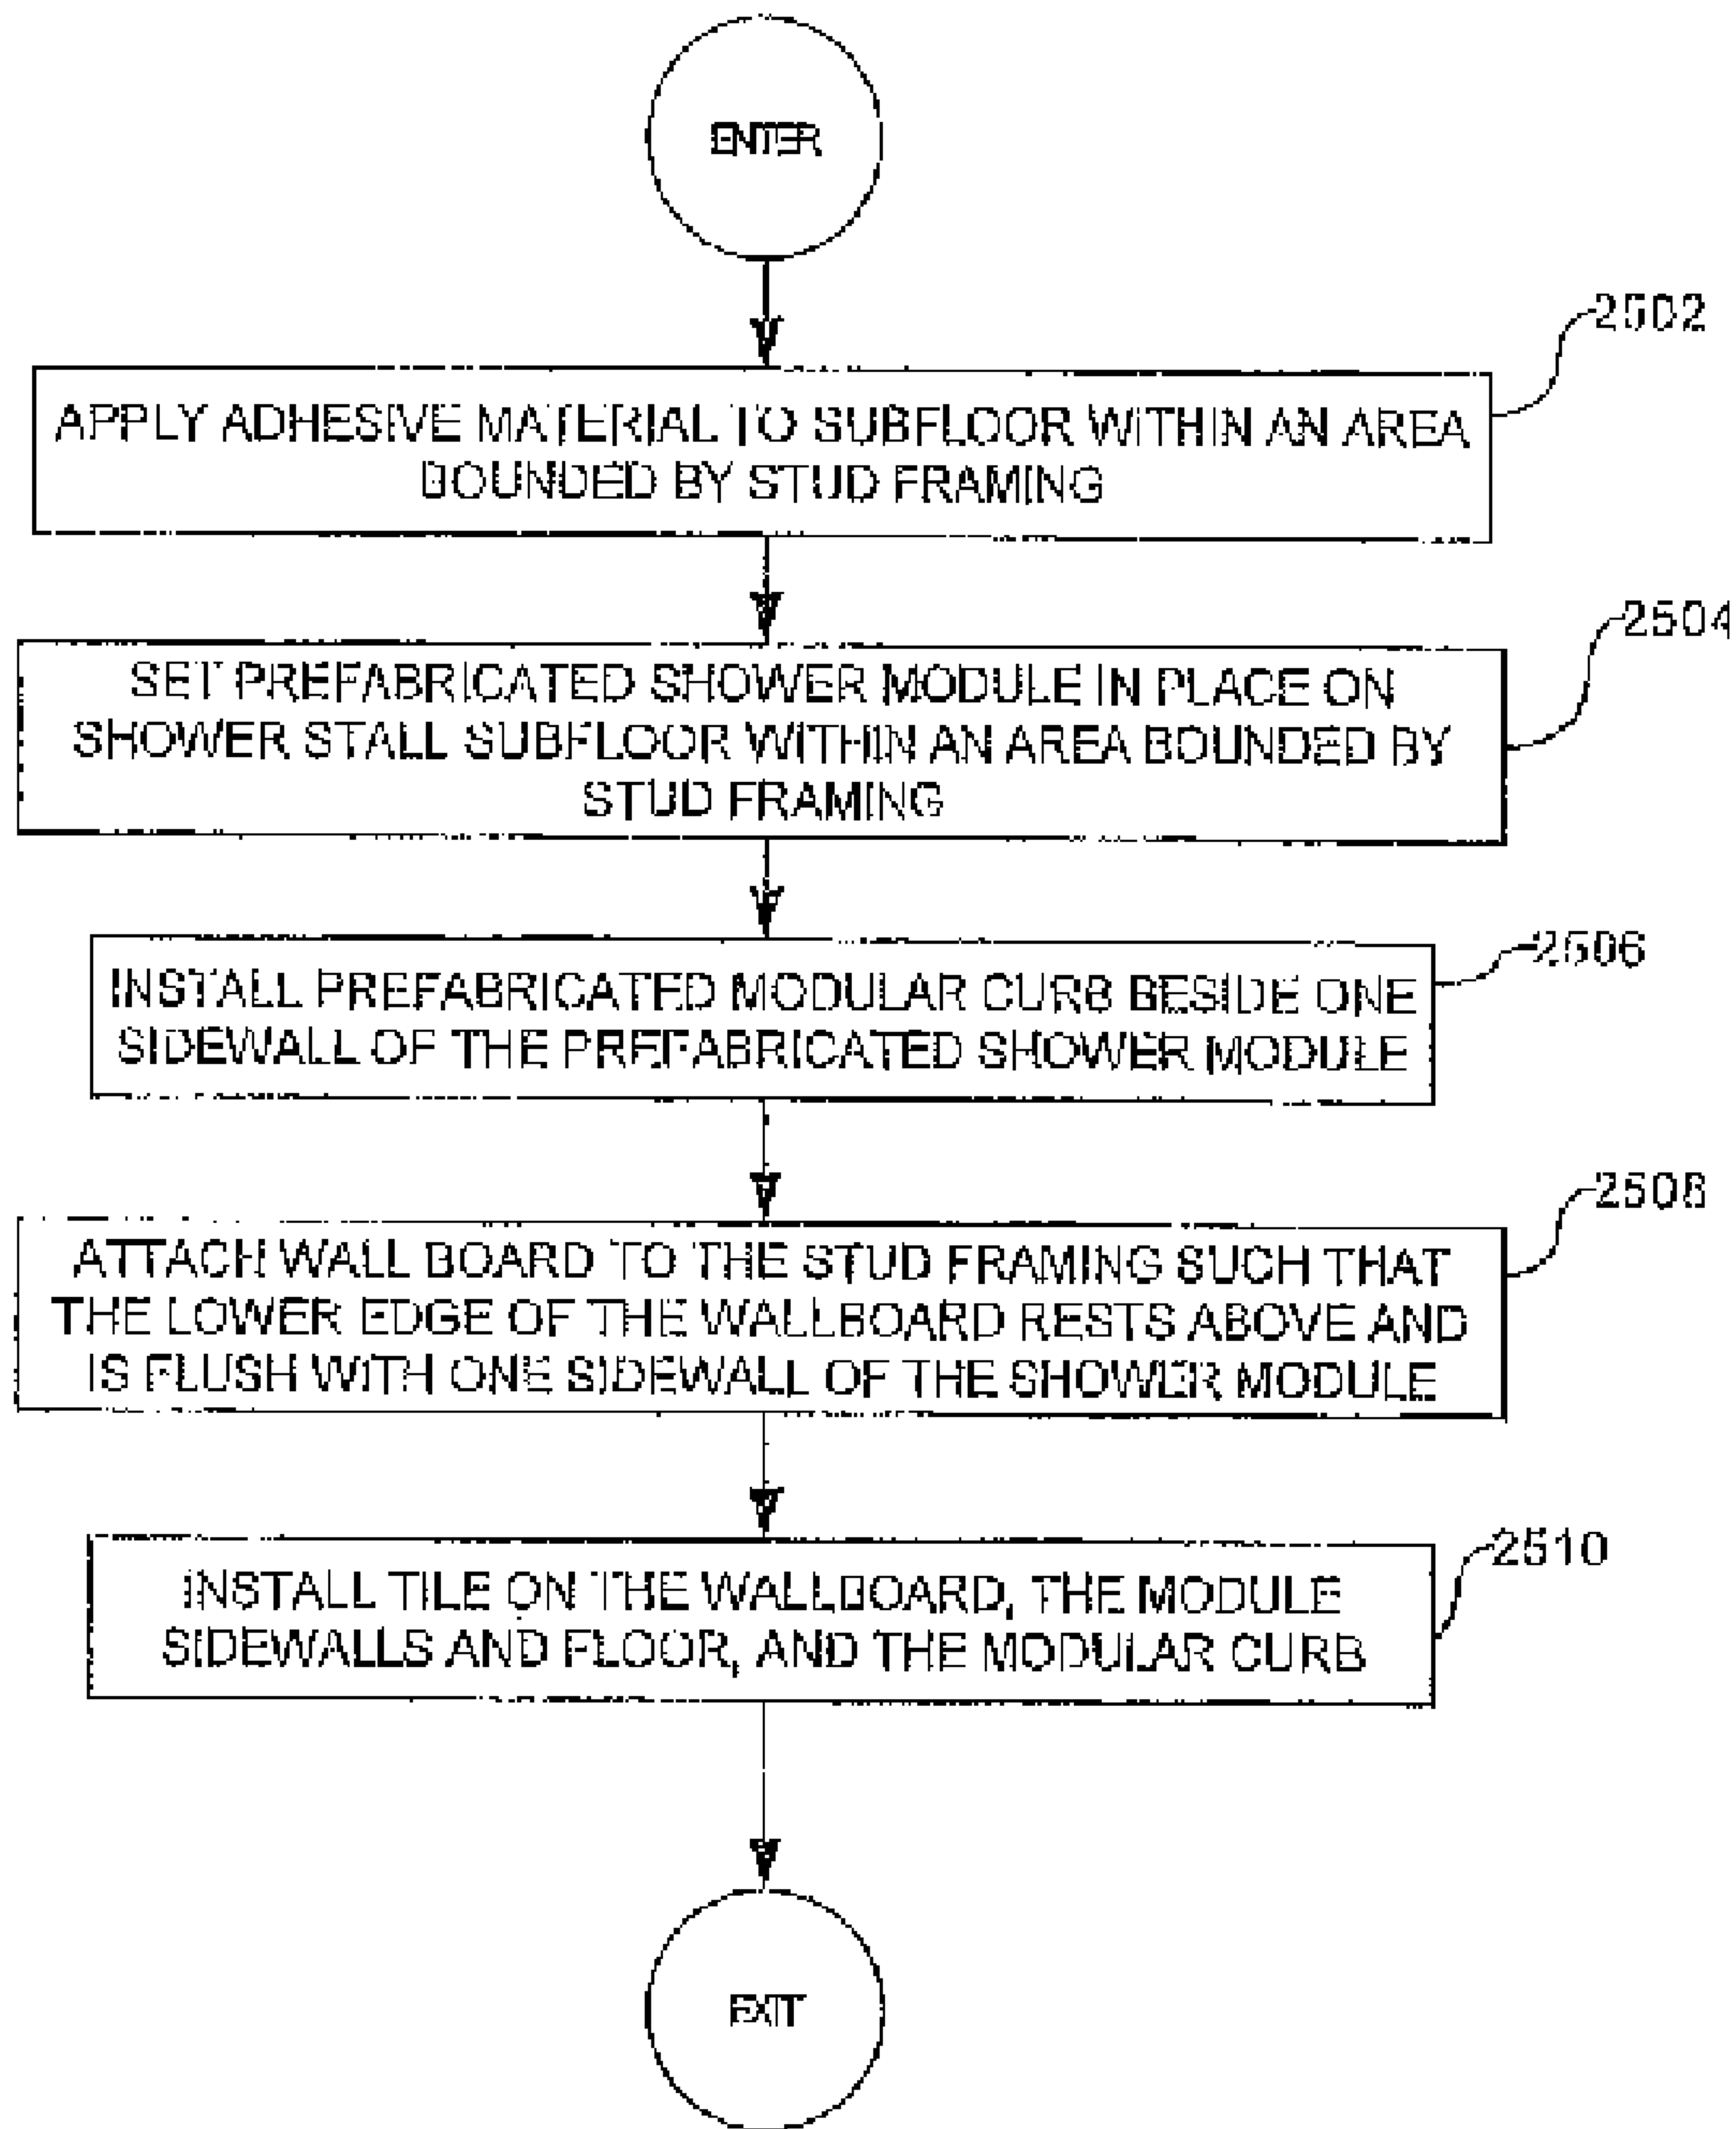 ENTER
2502
APPLY ADHESIVE MATERIAL TO SUBFLOOR WITHIN AN AREA
BOUNDED BY STUD FRAMING
2504
SET PREFABRICATED SHOWER MODULE IN PLACE ON
SHOWER STALL SUBFLOOR WITHIN AN AREA BOUNDED BY
STUD FRAMING
2506
INSTALL PREFABRICATED MODULAR CURB BESIDE ONE
SIDEWALL OF THE PREFABRICATED SHOWER MODULE
2508
ATTACH WALL BOARD TO THE STUD FRAMING SUCH THAT
THE LOWER EDGE OF THE WALLBOARD RESTS ABOVE AND
IS FLUSH WITH ONE SIDEWALL OF THE SHOWER MODULE
2510
INSTALL TILE ON THE WALLBOARD, THE MODULE
SIDEWALLS AND FLOOR, AND THE MODULAR CURB
EXIT